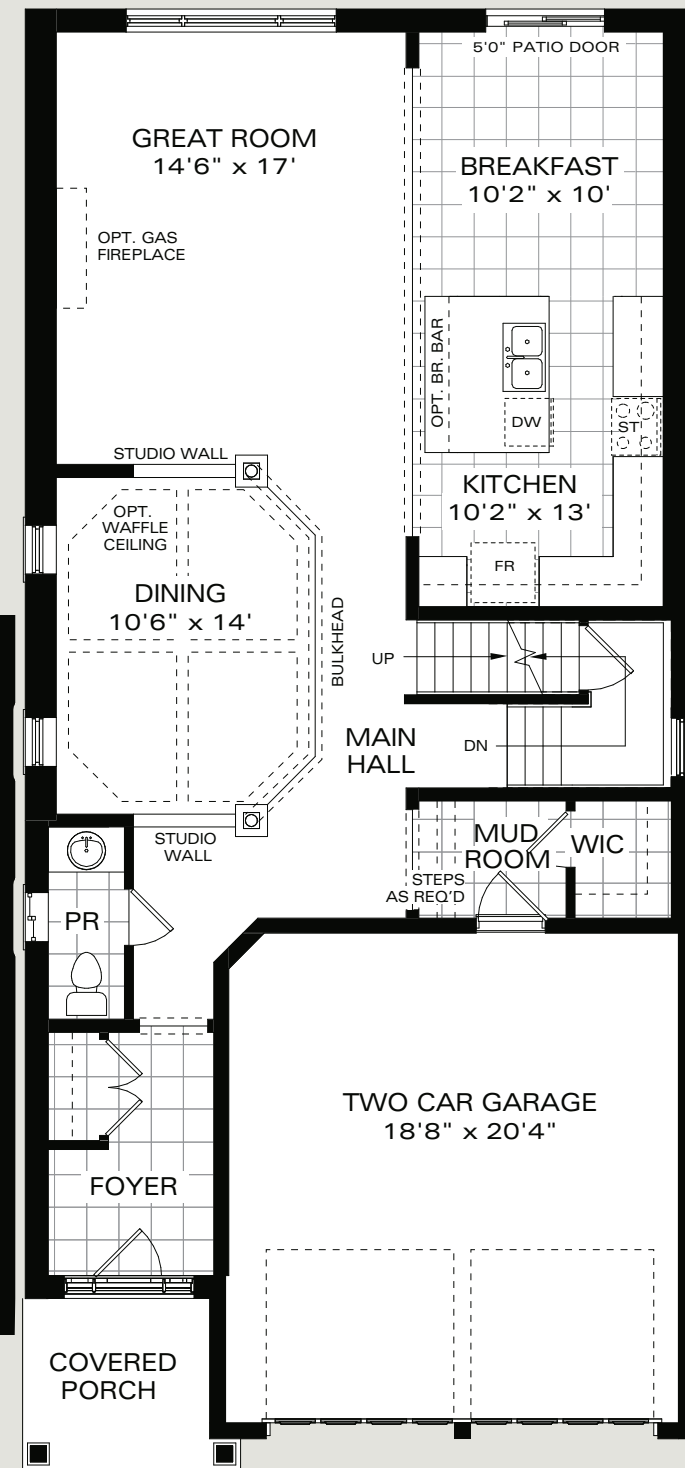 5'0" PATIO DOOR
GREAT ROOM
14'6" x 17'
BREAKFAST
10'2" x 10'
OPT. GAS
FIREPLACE
OPT. BR. BAR
DW
ST
STUDIO WALL
KITCHEN
10'2" x 13'
OPT.
WAFFLE
CEILING
FR
DINING
10'6" x 14'
BULKHEAD
UP
MAIN
HALL
DN
STUDIO
WALL
MUD
ROOM
WIC
STEPS
AS REQ'D
PR
TWO CAR GARAGE
18'8" x 20'4"
FOYER
COVERED
PORCH